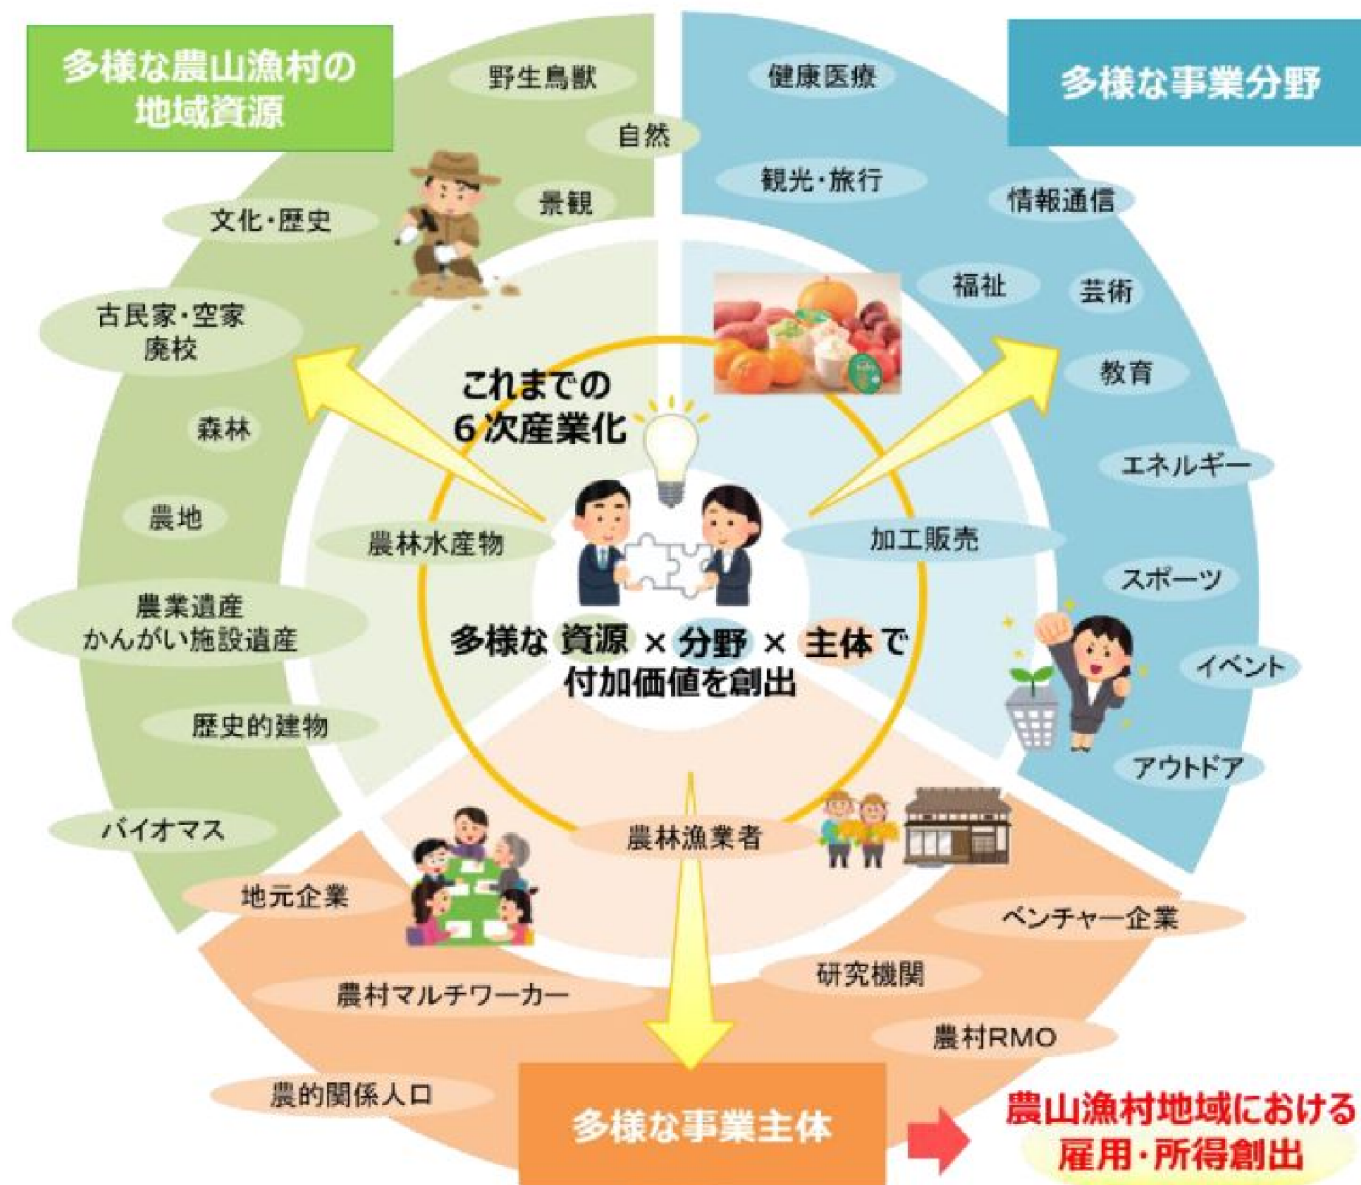 多様な農山漁村の
地域資源
野生鳥獣
自然
景観
文化・歴史
古民家・空家
廃校
森林
農地
農業遺産
かんがい施設遺産
歴史的建物
バイオマス
多様な事業分野
健康医療
観光・旅行
情報通信
福祉
芸術
教育
エネルギー
スポーツ
イベント
アウトドア
これまでの
6次産業化
農林水産物
加工販売
多様な 資源 × 分野 × 主体で
付加価値を創出
農林漁業者
地元企業
ベンチャー企業
研究機関
農村マルチワーカー
農村RMO
農的関係人口
多様な事業主体
農山漁村地域における
雇用・所得創出